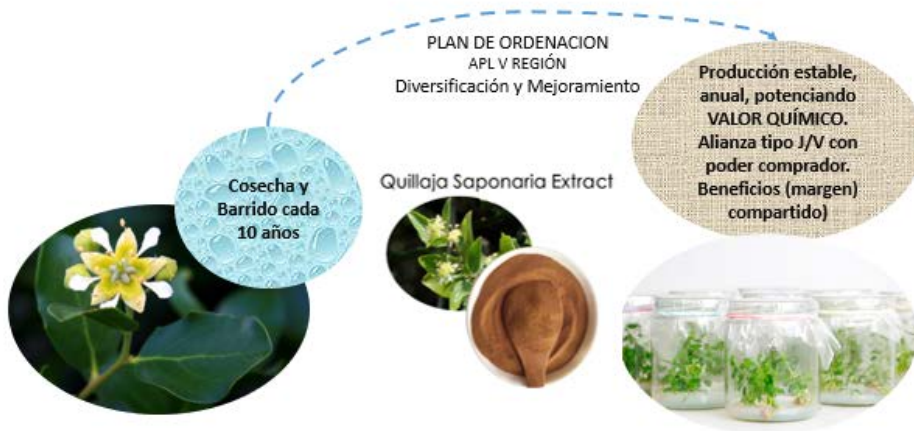 PLAN DE ORDENACION
APL V REGIÓN
Diversificación y Mejoramiento
Producción estable,
anual, potenciando
VALOR QUÍMICO.
Alianza tipo J/V con
poder comprador.
Beneficios (margen)
compartido)
Cosecha y
Barrido cada
10 años
Quillaja Saponaria Extract